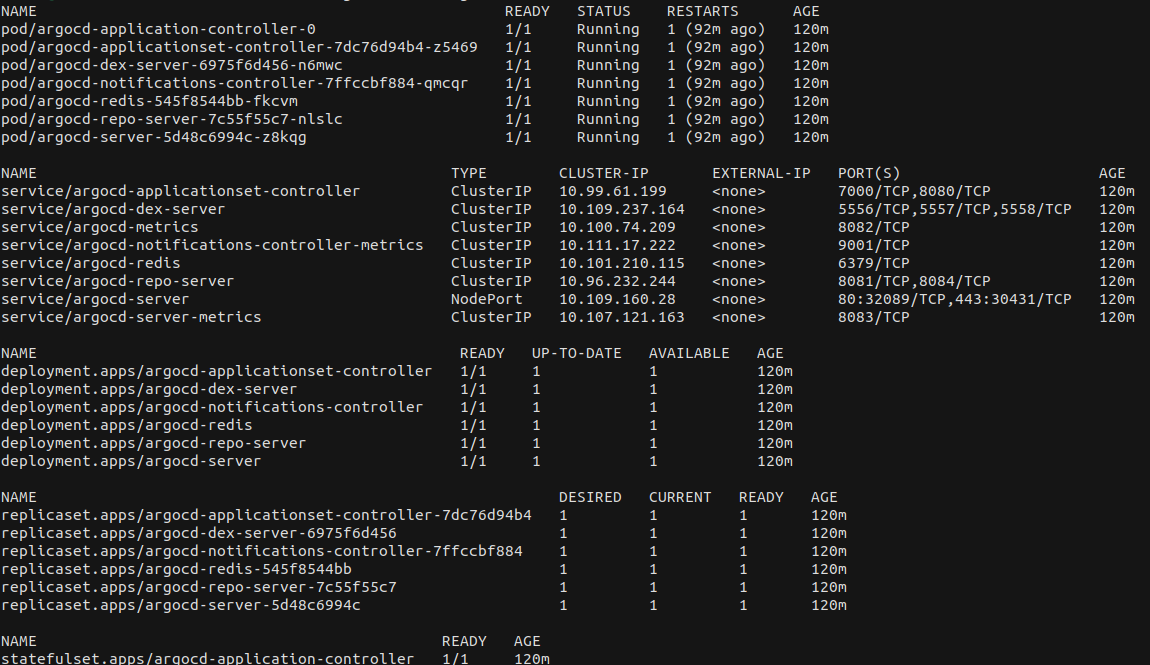 NAME READY STATUS RESTARTS AGE
pod/argocd-application-controller-0 1/1 Running 1 (92m ago) 120m
pod/argocd-applicationset-controller-7dc76d94b4-z5469 1/1 Running 1 (92m ago) 120m
pod/argocd-dex-server-6975f6d456-n6mwc 1/1 Running 1 (92m ago) 120m
pod/argocd-notifications-controller-7ffccbf884-qmcqr 1/1 Running 1 (92m ago) 120m
pod/argocd-redis-545f8544bb-fkcvm 1/1 Running 1 (92m ago) 120m
pod/argocd-repo-server-7c55f55c7-nlslc 1/1 Running 1 (92m ago) 120m
pod/argocd-server-5d48c6994c-z8kqg 1/1 Running 1 (92m ago) 120m
NAME TYPE CLUSTER-IP EXTERNAL-IP PORT(S) AGE
service/argocd-applicationset-controller ClusterIP 10.99.61.199 <none> 7000/TCP,8080/TCP 120m
service/argocd-dex-server ClusterIP 10.109.237.164 <none> 5556/TCP,5557/TCP,5558/TCP 120m
service/argocd-metrics ClusterIP 10.100.74.209 <none> 8082/TCP 120m
service/argocd-notifications-controller-metrics ClusterIP 10.111.17.222 <none> 9001/TCP 120m
service/argocd-redis ClusterIP 10.101.210.115 <none> 6379/TCP 120m
service/argocd-repo-server ClusterIP 10.96.232.244 <none> 8081/TCP,8084/TCP 120m
service/argocd-server NodePort 10.109.160.28 <none> 80:32089/TCP,443:30431/TCP 120m
service/argocd-server-metrics ClusterIP 10.107.121.163 <none> 8083/TCP 120m
NAME READY UP-TO-DATE AVAILABLE AGE
deployment.apps/argocd-applicationset-controller 1/1 1 1 120m
deployment.apps/argocd-dex-server 1/1 1 1 120m
deployment.apps/argocd-notifications-controller 1/1 1 1 120m
deployment.apps/argocd-redis 1/1 1 1 120m
deployment.apps/argocd-repo-server 1/1 1 1 120m
deployment.apps/argocd-server 1/1 1 1 120m
NAME DESIRED CURRENT READY AGE
replicaset.apps/argocd-applicationset-controller-7dc76d94b4 1 1 1 120m
replicaset.apps/argocd-dex-server-6975f6d456 1 1 1 120m
replicaset.apps/argocd-notifications-controller-7ffccbf884 1 1 1 120m
replicaset.apps/argocd-redis-545f8544bb 1 1 1 120m
replicaset.apps/argocd-repo-server-7c55f55c7 1 1 1 120m
replicaset.apps/argocd-server-5d48c6994c 1 1 1 120m
NAME READY AGE
statefulset.apps/argocd-application-controller 1/1 120m